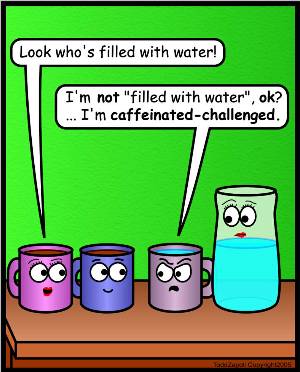 Look who's filled with water!
I'm not "filled with water", ok?
... I'm caffeinated-challenged.